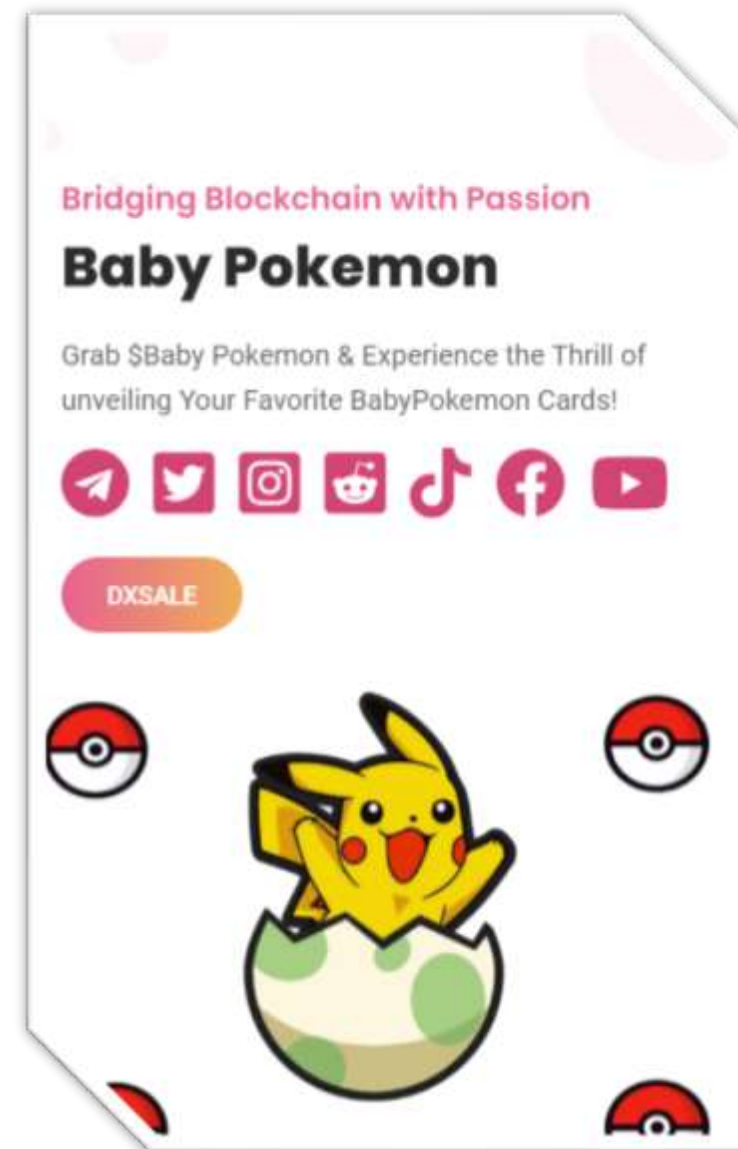 Bridging Blockchain with Passion
Baby Pokemon
Grab $Baby Pokemon & Experience the Thrill of
unveiling Your Favorite BabyPokemon Cards!
DXSALE